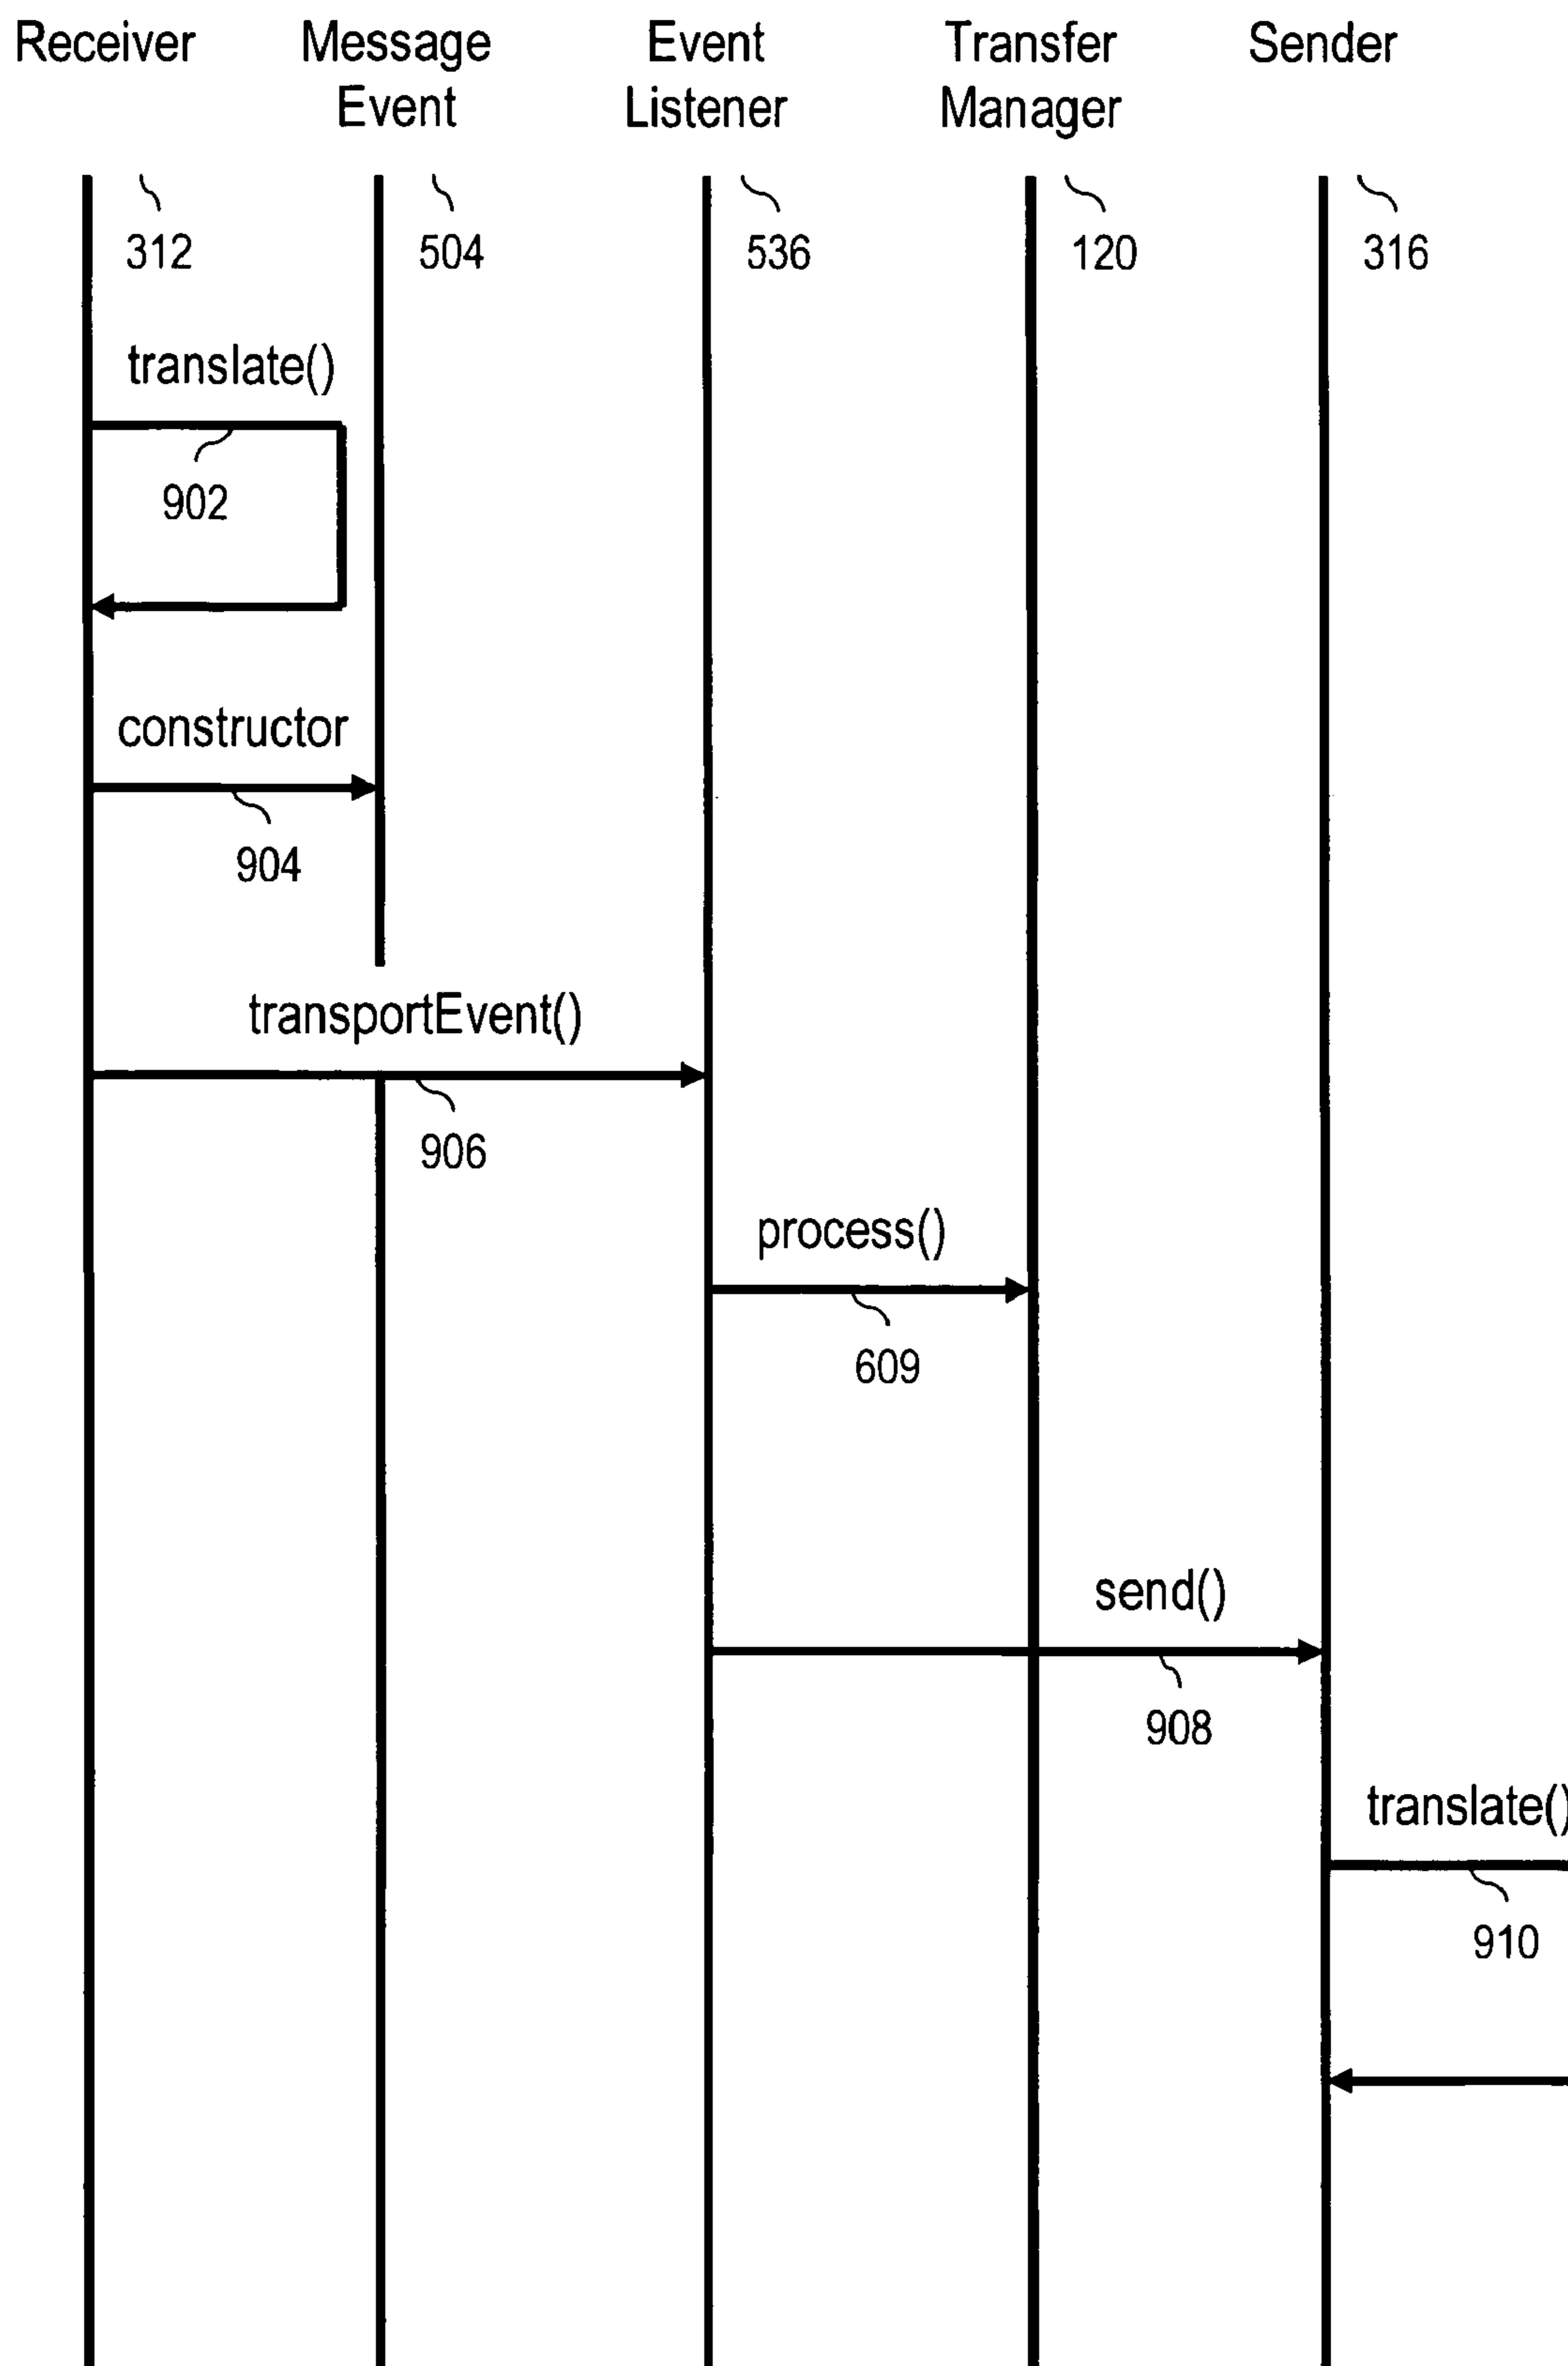 Receiver
Message
Event
Event
Listener
Transfer
Manager
Sender
312
504
536
120
316
translate()
902
constructor
904
transportEvent()
906
process()
609
send()
908
translate()
910